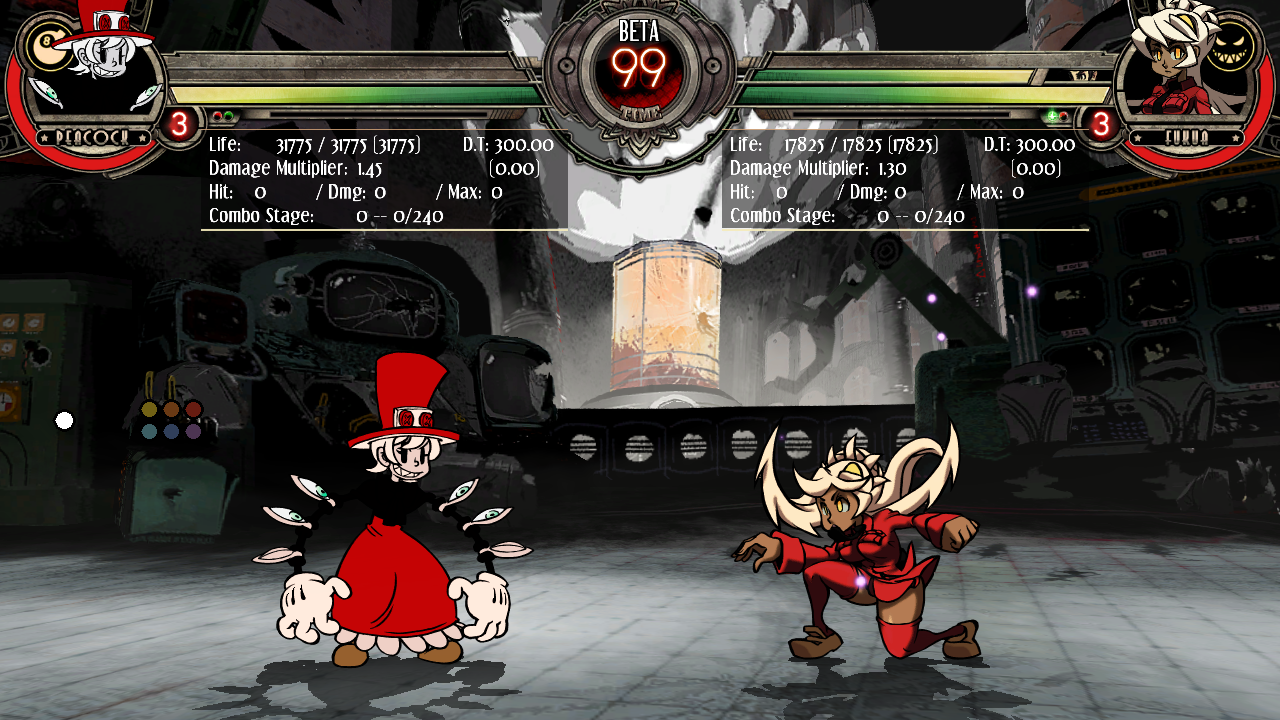 BETA
99
TIME
8
PEACOCK
3
3
FUKUA
Life: 31775 / 31775 (31775) D.T: 300.00
Damage Multiplier: 1.45 (0.00)
Hit: 0 / Dmg: 0 / Max: 0
Combo Stage: 0 -- 0/240
Life: 17825 / 17825 (17825) D.T: 300.00
Damage Multiplier: 1.30 (0.00)
Hit: 0 / Dmg: 0 / Max: 0
Combo Stage: 0 -- 0/240